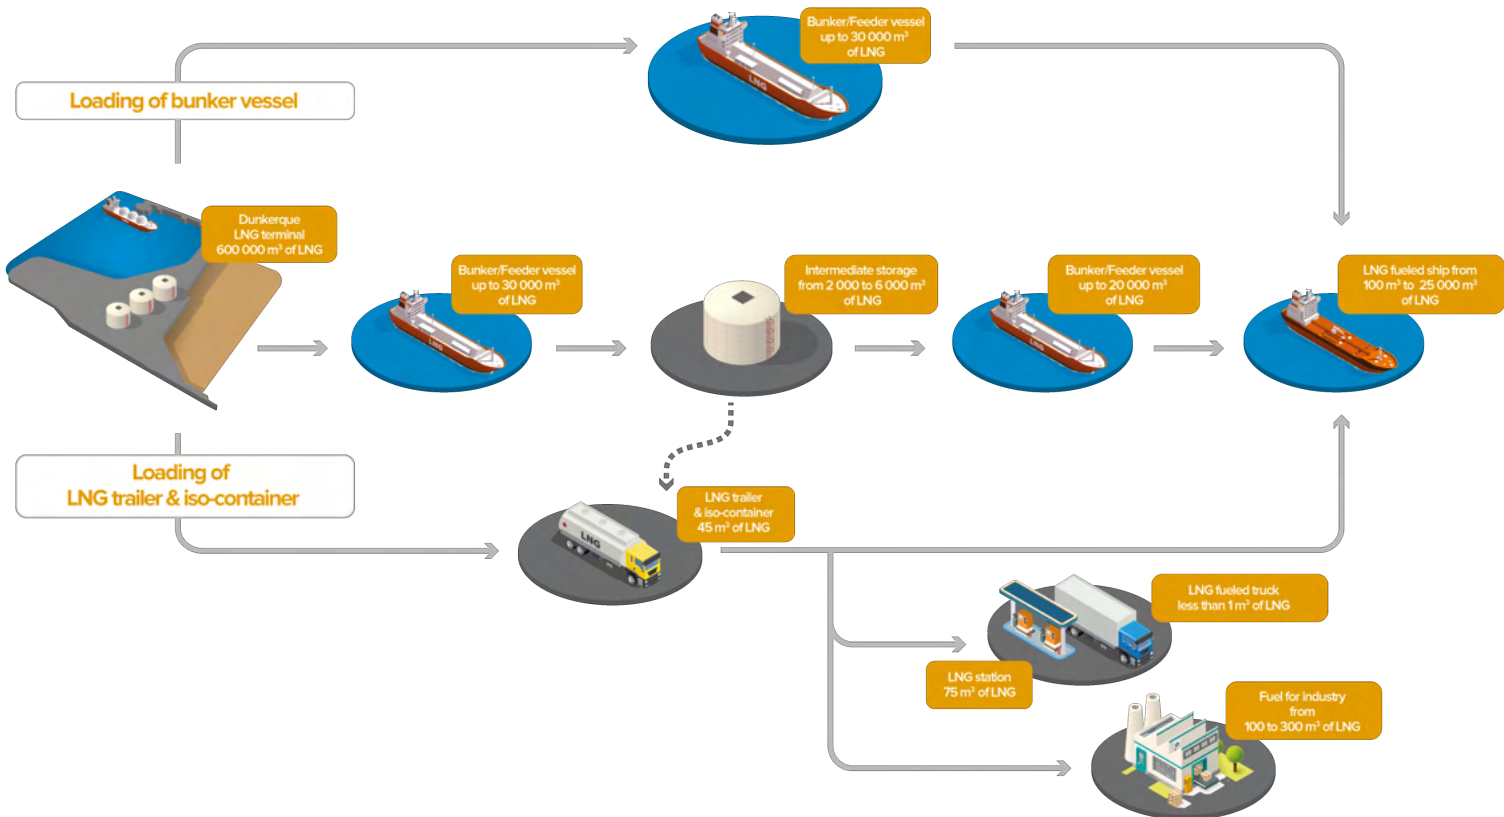 Bunker/Feeder vessel
up to 30 000 m³
of LNG
LNG
Loading of bunker vessel
Dunkerque
LNG terminal
600 000 m³ of LNG
Bunker/Feeder vessel
up to 30 000 m³
of LNG
LNG
Intermediate storage
from 2 000 to 6 000 m³
of LNG
Bunker/Feeder vessel
up to 20 000 m³
of LNG
LNG
LNG fueled ship from
100 m³ to 25 000 m³
of LNG
Loading of
LNG trailer & iso-container
LNG trailer
& iso-container
45 m³ of LNG
LNG
LNG fueled truck
less than 1 m³ of LNG
LNG station
75 m³ of LNG
Fuel for industry
from
100 to 300 m³ of LNG